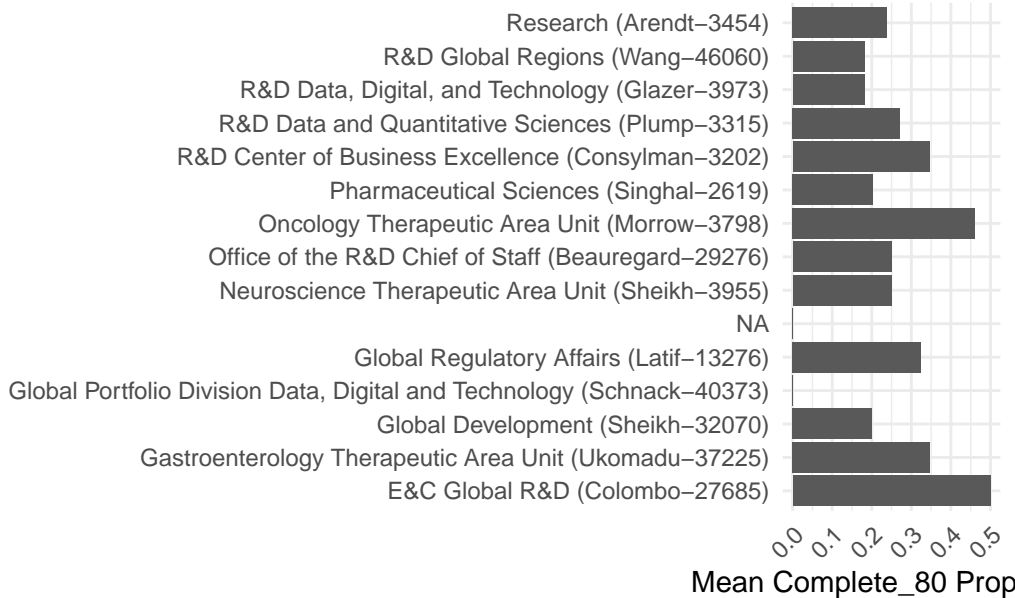 Research (Arendt−3454)
R&D Global Regions (Wang−46060)
R&D Data, Digital, and Technology (Glazer−3973)
R&D Data and Quantitative Sciences (Plump−3315)
R&D Center of Business Excellence (Consylman−3202)
Pharmaceutical Sciences (Singhal−2619)
Oncology Therapeutic Area Unit (Morrow−3798)
Office of the R&D Chief of Staff (Beauregard−29276)
Neuroscience Therapeutic Area Unit (Sheikh−3955)
NA
Global Regulatory Affairs (Latif−13276)
Global Portfolio Division Data, Digital and Technology (Schnack−40373)
Global Development (Sheikh−32070)
Gastroenterology Therapeutic Area Unit (Ukomadu−37225)
E&C Global R&D (Colombo−27685)
0.0 0.1 0.2 0.3 0.4 0.5
Mean Complete_80 Prop